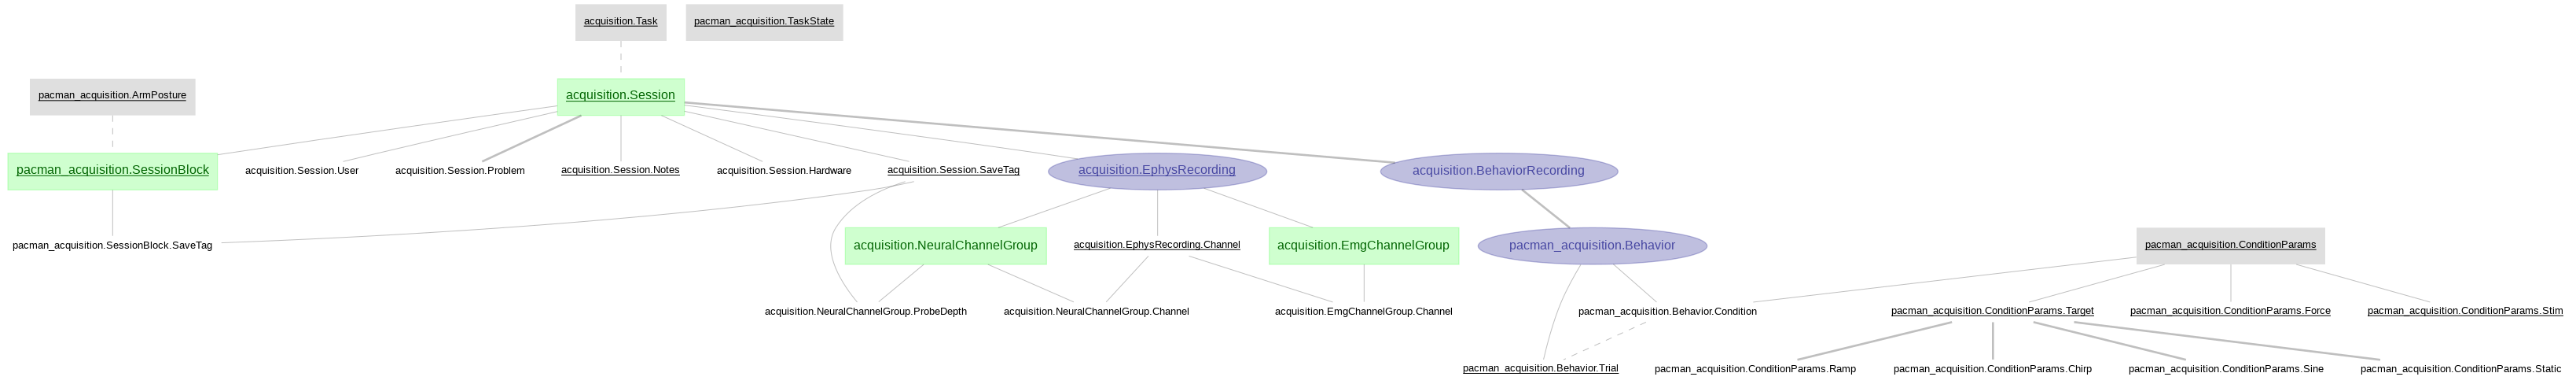 acquisition.Task
pacman_acquisition.TaskState
pacman_acquisition.ArmPosture
acquisition.Session
pacman_acquisition.SessionBlock
acquisition.Session.User
acquisition.Session.Problem
acquisition.Session.Notes
acquisition.Session.Hardware
acquisition.Session.SaveTag
acquisition.EphysRecording
acquisition.BehaviorRecording
pacman_acquisition.SessionBlock.SaveTag
acquisition.NeuralChannelGroup
acquisition.EphysRecording.Channel
acquisition.EmgChannelGroup
pacman_acquisition.Behavior
pacman_acquisition.ConditionParams
acquisition.NeuralChannelGroup.ProbeDepth
acquisition.NeuralChannelGroup.Channel
acquisition.EmgChannelGroup.Channel
pacman_acquisition.Behavior.Condition
pacman_acquisition.ConditionParams.Target
pacman_acquisition.ConditionParams.Force
pacman_acquisition.ConditionParams.Stim
pacman_acquisition.Behavior.Trial
pacman_acquisition.ConditionParams.Ramp
pacman_acquisition.ConditionParams.Chirp
pacman_acquisition.ConditionParams.Sine
pacman_acquisition.ConditionParams.Static